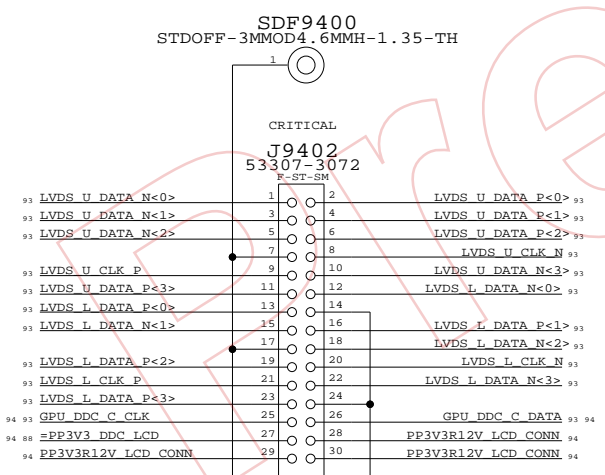 SDF9400
STDOFF-3MMOD4.6MMH-1.35-TH
1
CRITICAL
J9402
53307-3072
F-ST-SM
93 LVDS_U_DATA_N<0> 1 2 LVDS_U_DATA_P<0> 93
93 LVDS_U_DATA_N<1> 3 4 LVDS_U_DATA_P<1> 93
93 LVDS_U_DATA_N<2> 5 6 LVDS_U_DATA_P<2> 93
7 8 LVDS_U_CLK_N 93
93 LVDS_U_CLK_P 9 10 LVDS_U_DATA_N<3> 93
93 LVDS_U_DATA_P<3> 11 12 LVDS_L_DATA_N<0> 93
93 LVDS_L_DATA_P<0> 13 14
93 LVDS_L_DATA_N<1> 15 16 LVDS_L_DATA_P<1> 93
17 18 LVDS_L_DATA_N<2> 93
93 LVDS_L_DATA_P<2> 19 20 LVDS_L_CLK_N 93
93 LVDS_L_CLK_P 21 22 LVDS_L_DATA_N<3> 93
93 LVDS_L_DATA_P<3> 23 24
94 93 GPU_DDC_C_CLK 25 26 GPU_DDC_C_DATA 93 94
94 88 =PP3V3_DDC_LCD 27 28 PP3V3R12V_LCD_CONN 94
94 PP3V3R12V_LCD_CONN 29 30 PP3V3R12V_LCD_CONN 94
Pre